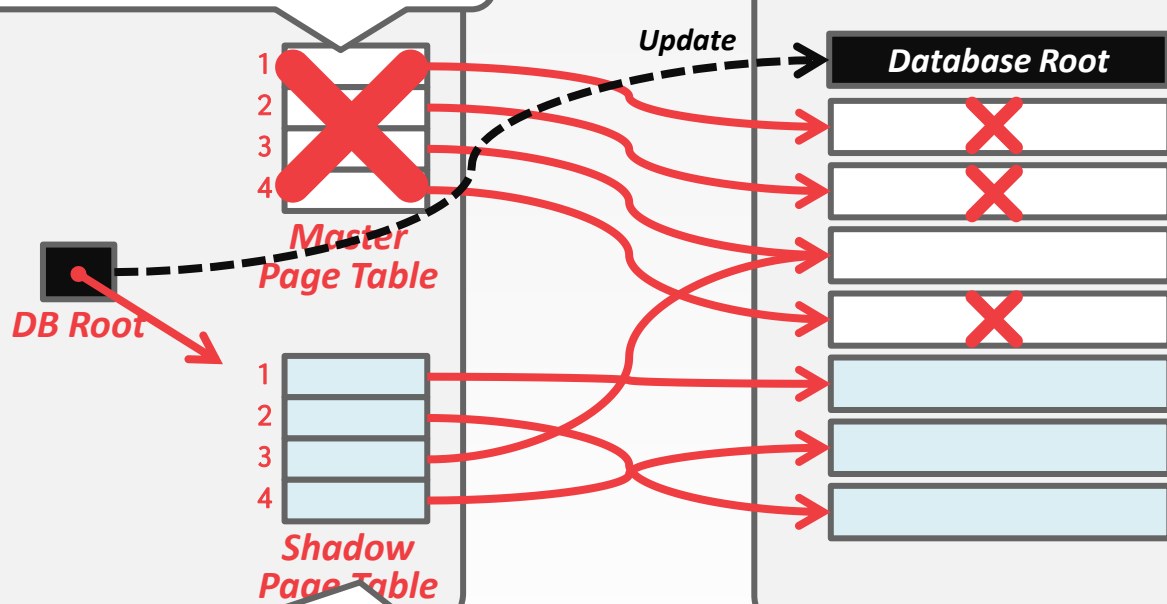 Update
Database Root
1
2
3
4
Master
Page Table
DB Root
1
2
3
4
Shadow
Page Table